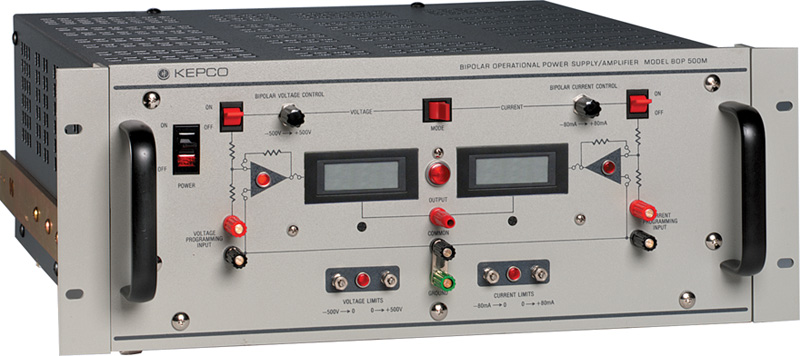 KEPCO
BIPOLAR OPERATIONAL POWER SUPPLY/AMPLIFIER MODEL BOP 500M
BIPOLAR VOLTAGE CONTROL
BIPOLAR CURRENT CONTROL
ON
OFF
VOLTAGE
CURRENT
ON
OFF
-500V → +500V
MODE
-80mA → +80mA
ON
OFF
POWER
OUTPUT
VOLTAGE
PROGRAMMING
INPUT
PROGRAMMING
INPUT
COMMON
GROUND
VOLTAGE LIMITS
-500V → 0 0 → +500V
CURRENT LIMITS
-80mA → 0 0 → +80mA